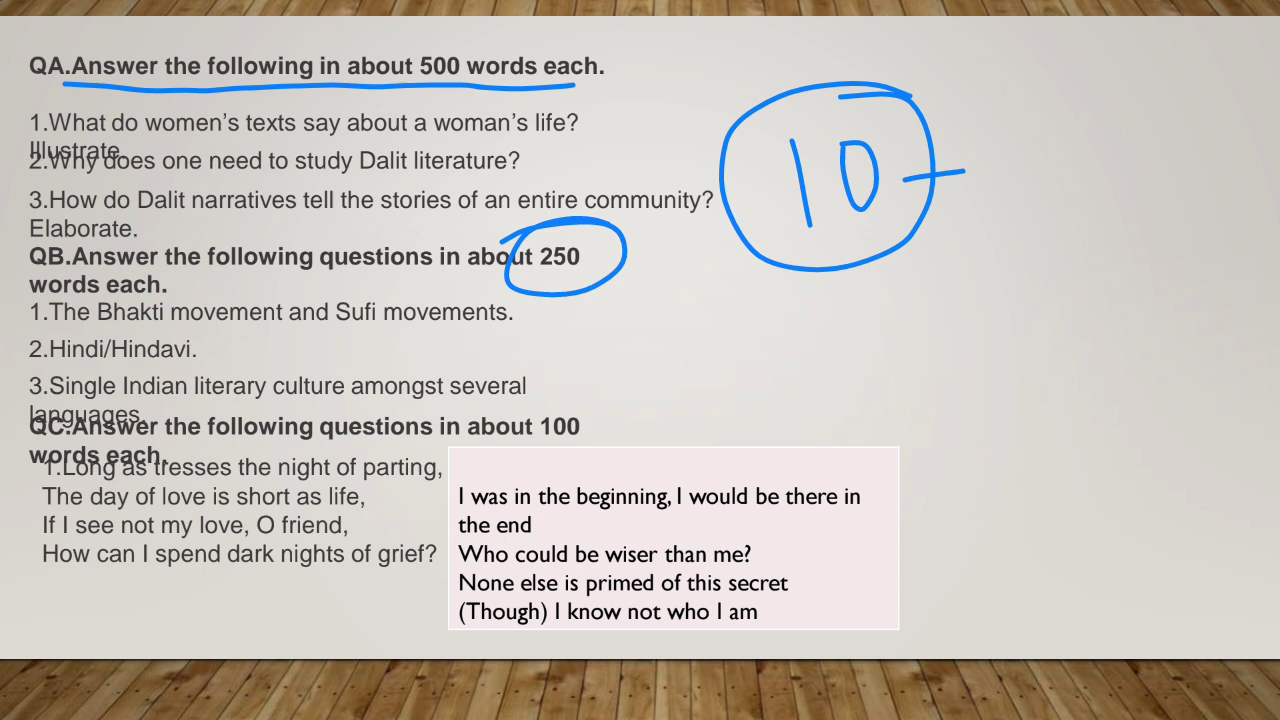 QA.Answer the following in about 500 words each.
1.What do women's texts say about a woman's life?
Illustrate.
2.Why does one need to study Dalit literature?
3.How do Dalit narratives tell the stories of an entire community?
Elaborate.
QB.Answer the following questions in about 250
words each.
1.The Bhakti movement and Sufi movements.
2.Hindi/Hindavi.
3.Single Indian literary culture amongst several
languages.
QC.Answer the following questions in about 100
words each.
1.Long as tresses the night of parting,
The day of love is short as life,
If I see not my love, O friend,
How can I spend dark nights of grief?
I was in the beginning, I would be there in
the end
Who could be wiser than me?
None else is primed of this secret
(Though) I know not who I am
10